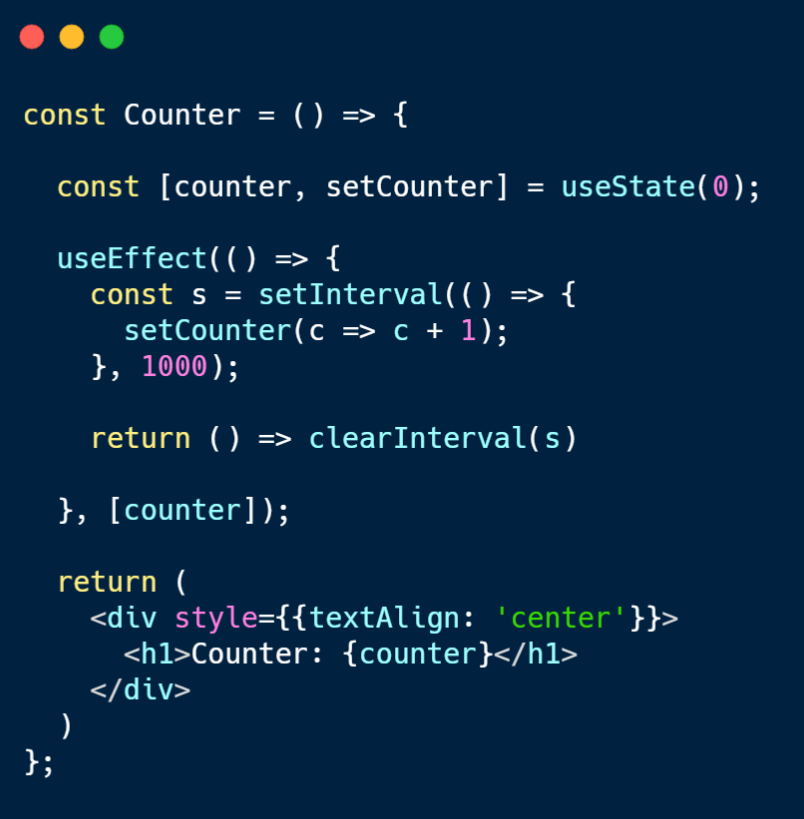 const Counter = () => {
const [counter, setCounter] = useState(0);
useEffect(() => {
const s = setInterval(() => {
setCounter(c => c + 1);
}, 1000);
return () => clearInterval(s)
}, [counter]);
return (
<div style={{textAlign: 'center'}}>
<h1>Counter: {counter}</h1>
</div>
)
};